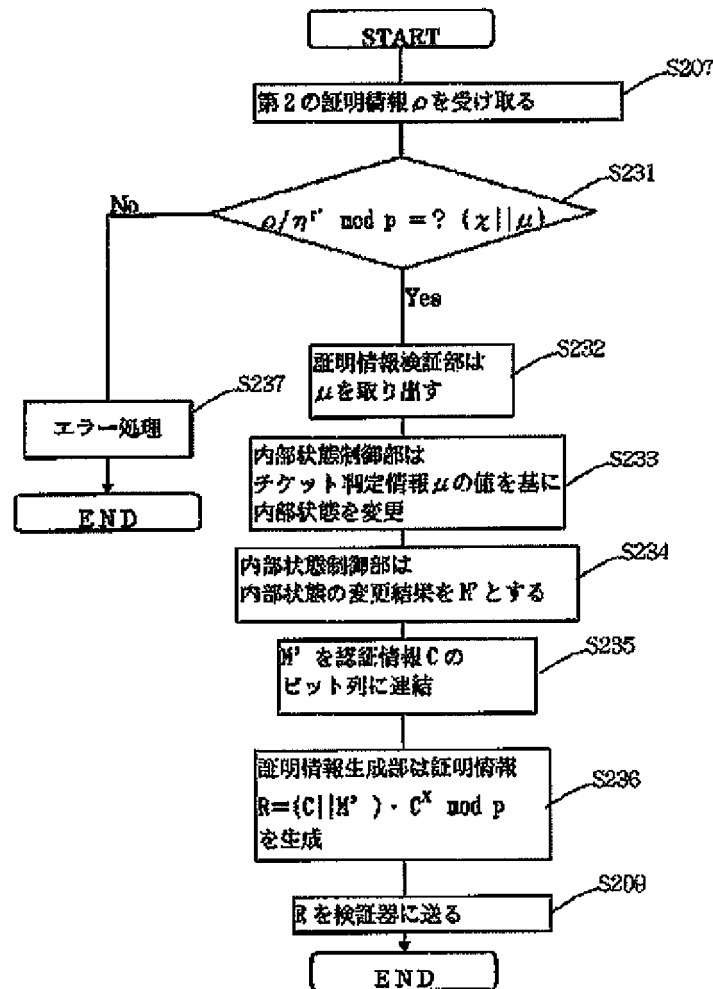 START
S207
第2の証明情報ρを受け取る
S231
No
ρ/η^r' mod p =? (χ||μ)
Yes
S232
証明情報検証部は
μを取り出す
S237
エラー処理
END
S233
内部状態制御部は
チケット判定情報μの値を基に
内部状態を変更
S234
内部状態制御部は
内部状態の変更結果をM'とする
S235
M'を認証情報Cの
ビット列に連結
S236
証明情報生成部は証明情報
R=(C||M')・C^X mod p
を生成
S209
Rを検証器に送る
END